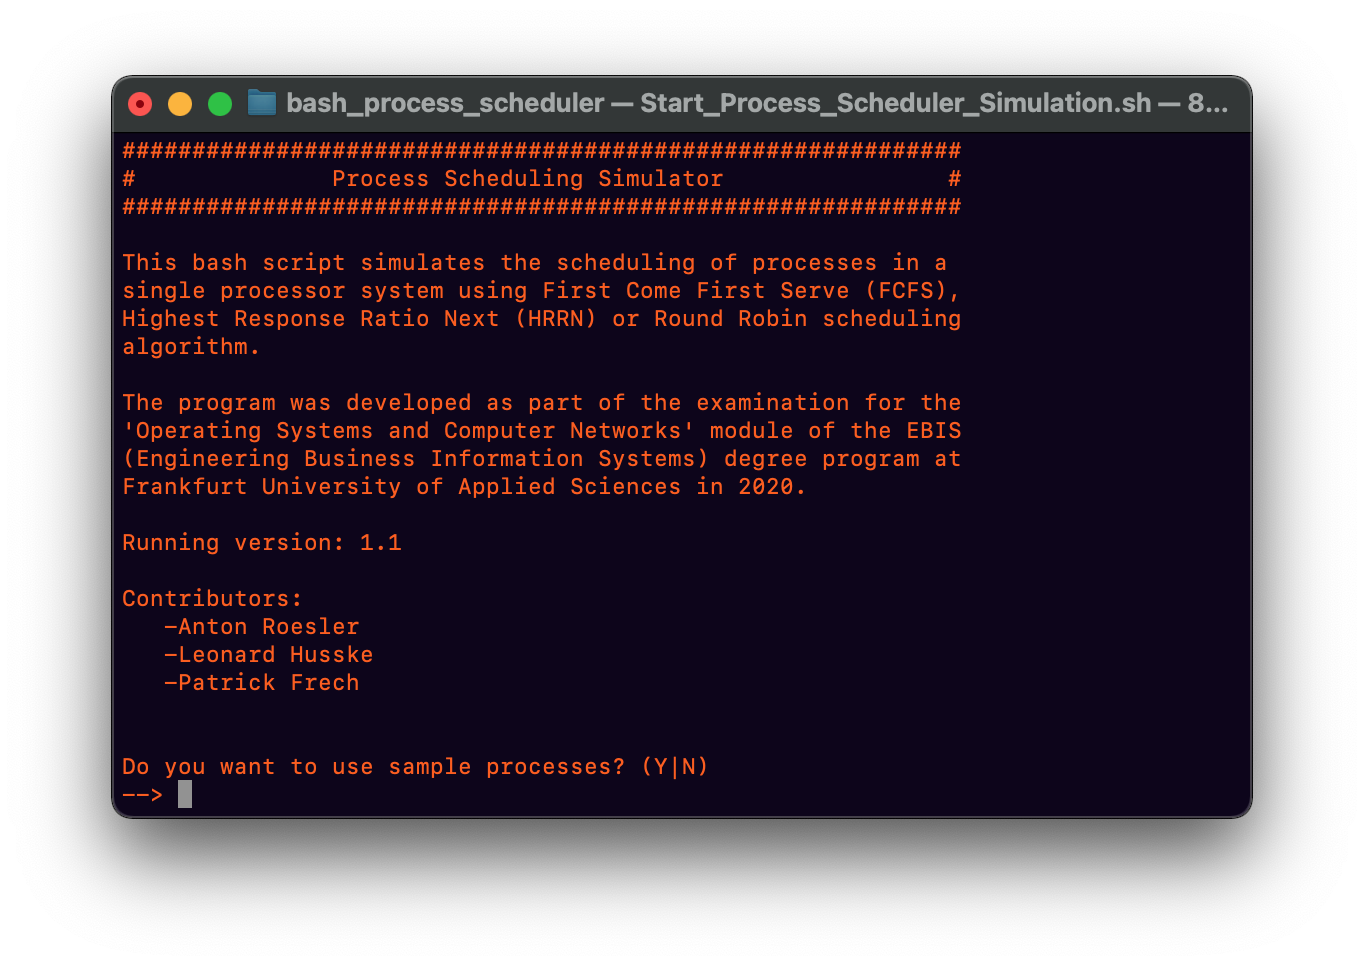 bash_process_scheduler — Start_Process_Scheduler_Simulation.sh — 8...
############################################################
#              Process Scheduling Simulator                #
############################################################
This bash script simulates the scheduling of processes in a
single processor system using First Come First Serve (FCFS),
Highest Response Ratio Next (HRRN) or Round Robin scheduling
algorithm.
The program was developed as part of the examination for the
'Operating Systems and Computer Networks' module of the EBIS
(Engineering Business Information Systems) degree program at
Frankfurt University of Applied Sciences in 2020.
Running version: 1.1
Contributors:
   -Anton Roesler
   -Leonard Husske
   -Patrick Frech
Do you want to use sample processes? (Y|N)
-->